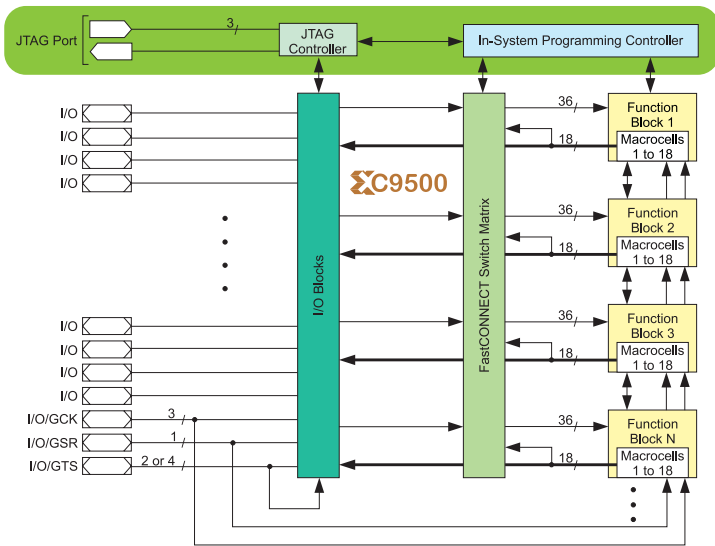 JTAG Port
3
JTAG
Controller
In-System Programming Controller
I/O
I/O
I/O
I/O
XC9500
I/O Blocks
FastCONNECT Switch Matrix
36
18
Function
Block 1
Macrocells
1 to 18
36
18
Function
Block 2
Macrocells
1 to 18
I/O
I/O
I/O
I/O
36
18
Function
Block 3
Macrocells
1 to 18
I/O/GCK
3
I/O/GSR
1
I/O/GTS
2 or 4
36
18
Function
Block N
Macrocells
1 to 18